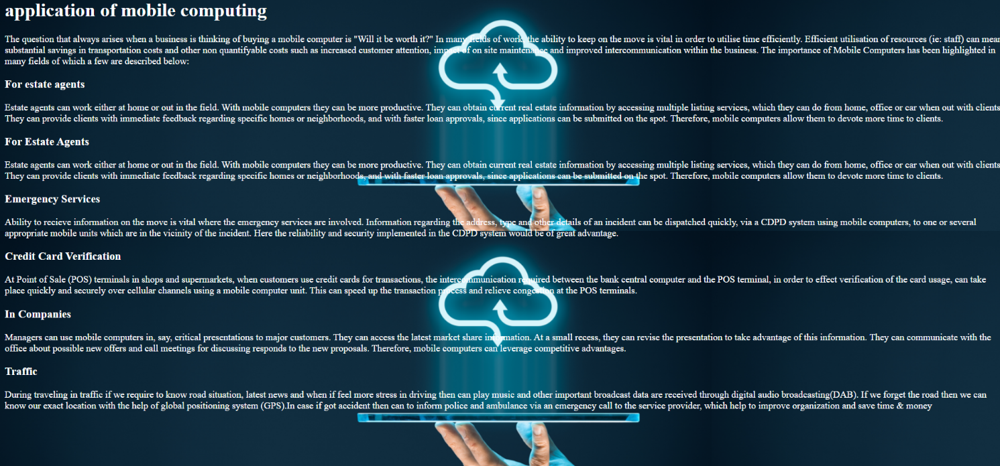 application of mobile computing
The question that always arises when a business is thinking of buying a mobile computer is "Will it be worth it?" In many fields of work, the ability to keep on the move is vital in order to utilise time efficiently. Efficient utilisation of resources (ie: staff) can mean
substantial savings in transportation costs and other non quantifyable costs such as increased customer attention, impact of on site maintenance and improved intercommunication within the business. The importance of Mobile Computers has been highlighted in
many fields of which a few are described below:
For estate agents
Estate agents can work either at home or out in the field. With mobile computers they can be more productive. They can obtain current real estate information by accessing multiple listing services, which they can do from home, office or car when out with clients
They can provide clients with immediate feedback regarding specific homes or neighborhoods, and with faster loan approvals, since applications can be submitted on the spot. Therefore, mobile computers allow them to devote more time to clients.
For Estate Agents
Estate agents can work either at home or out in the field. With mobile computers they can be more productive. They can obtain current real estate information by accessing multiple listing services, which they can do from home, office or car when out with clients
They can provide clients with immediate feedback regarding specific homes or neighborhoods, and with faster loan approvals, since applications can be submitted on the spot. Therefore, mobile computers allow them to devote more time to clients.
Emergency Services
Ability to recieve information on the move is vital where the emergency services are involved. Information regarding the address, type and other details of an incident can be dispatched quickly, via a CDPD system using mobile computers, to one or several
appropriate mobile units which are in the vicinity of the incident. Here the reliability and security implemented in the CDPD system would be of great advantage.
Credit Card Verification
At Point of Sale (POS) terminals in shops and supermarkets, when customers use credit cards for transactions, the intercommunication required between the bank central computer and the POS terminal, in order to effect verification of the card usage, can take
place quickly and securely over cellular channels using a mobile computer unit. This can speed up the transaction process and relieve congestion at the POS terminals.
In Companies
Managers can use mobile computers in, say, critical presentations to major customers. They can access the latest market share information. At a small recess, they can revise the presentation to take advantage of this information. They can communicate with the
office about possible new offers and call meetings for discussing responds to the new proposals. Therefore, mobile computers can leverage competitive advantages.
Traffic
During traveling in traffic if we require to know road situation, latest news and when if feel more stress in driving then can play music and other important broadcast data are received through digital audio broadcasting(DAB). If we forget the road then we can
know our exact location with the help of global positioning system (GPS).In case if got accident then can to inform police and ambulance via an emergency call to the service provider, which help to improve organization and save time & money